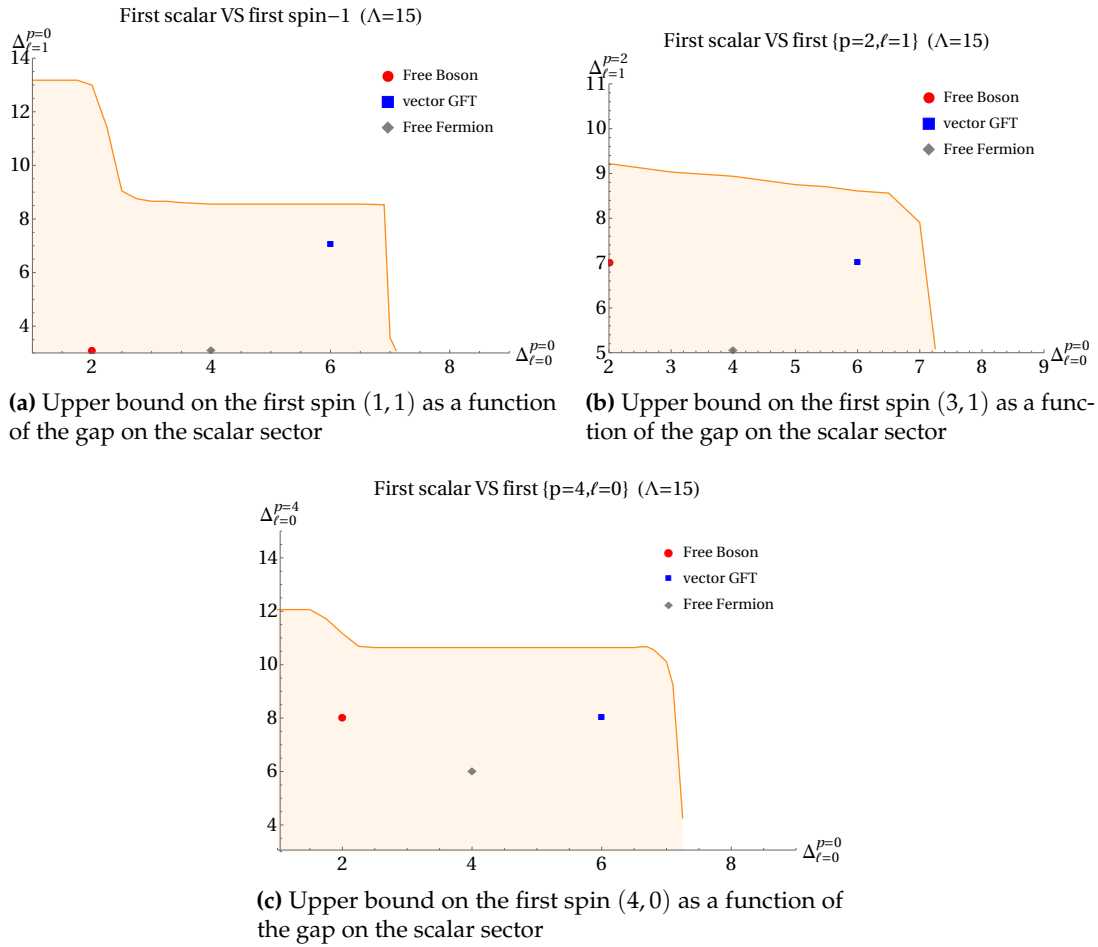 First scalar VS first spin−1 (Λ=15)
Δ^{p=0}_{ℓ=1}
14
12
10
8
6
4
2 4 6 8
Δ^{p=0}_{ℓ=0}
Free Boson
vector GFT
Free Fermion
(a) Upper bound on the first spin (1, 1) as a function
of the gap on the scalar sector
First scalar VS first {p=2,ℓ=1} (Λ=15)
Δ^{p=2}_{ℓ=1}
11
10
9
8
7
6
5
2 3 4 5 6 7 8 9
Δ^{p=0}_{ℓ=0}
Free Boson
vector GFT
Free Fermion
(b) Upper bound on the first spin (3, 1) as a func-
tion of the gap on the scalar sector
First scalar VS first {p=4,ℓ=0} (Λ=15)
Δ^{p=4}_{ℓ=0}
14
12
10
8
6
4
2 4 6 8
Δ^{p=0}_{ℓ=0}
Free Boson
vector GFT
Free Fermion
(c) Upper bound on the first spin (4, 0) as a function of
the gap on the scalar sector